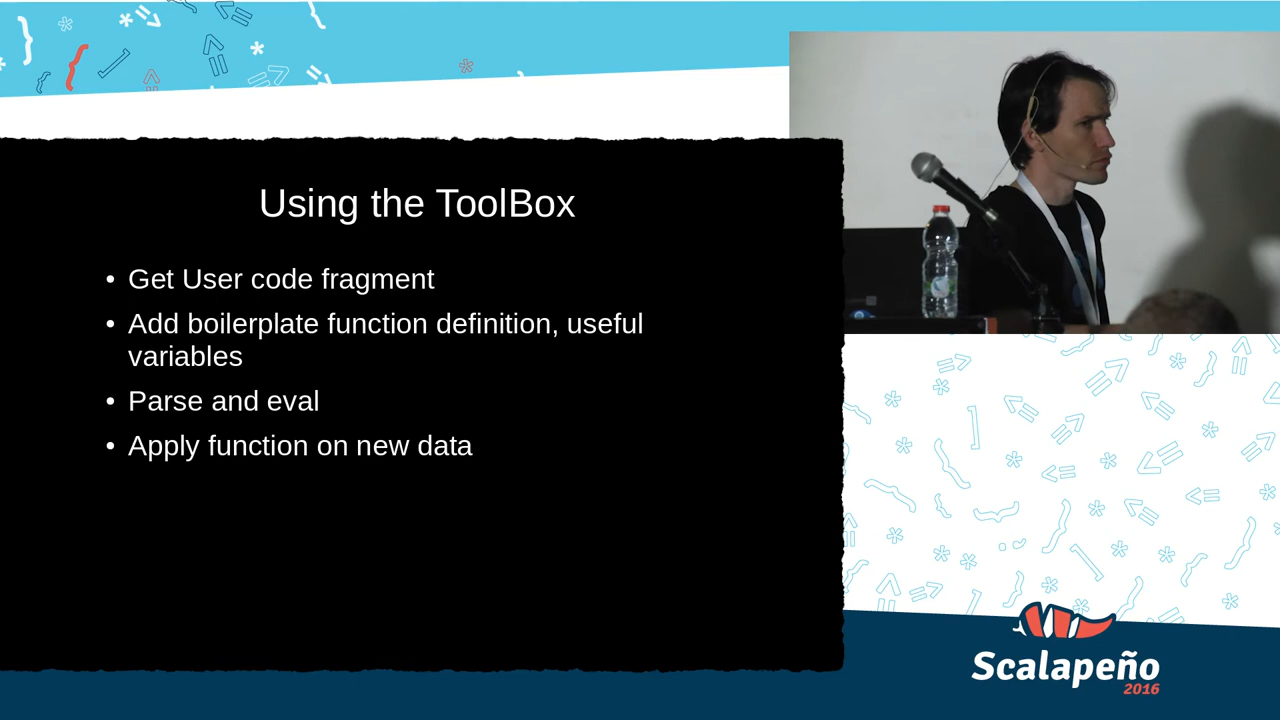 Using the ToolBox
• Get User code fragment
• Add boilerplate function definition, useful
variables
• Parse and eval
• Apply function on new data
Scalapeño
2016